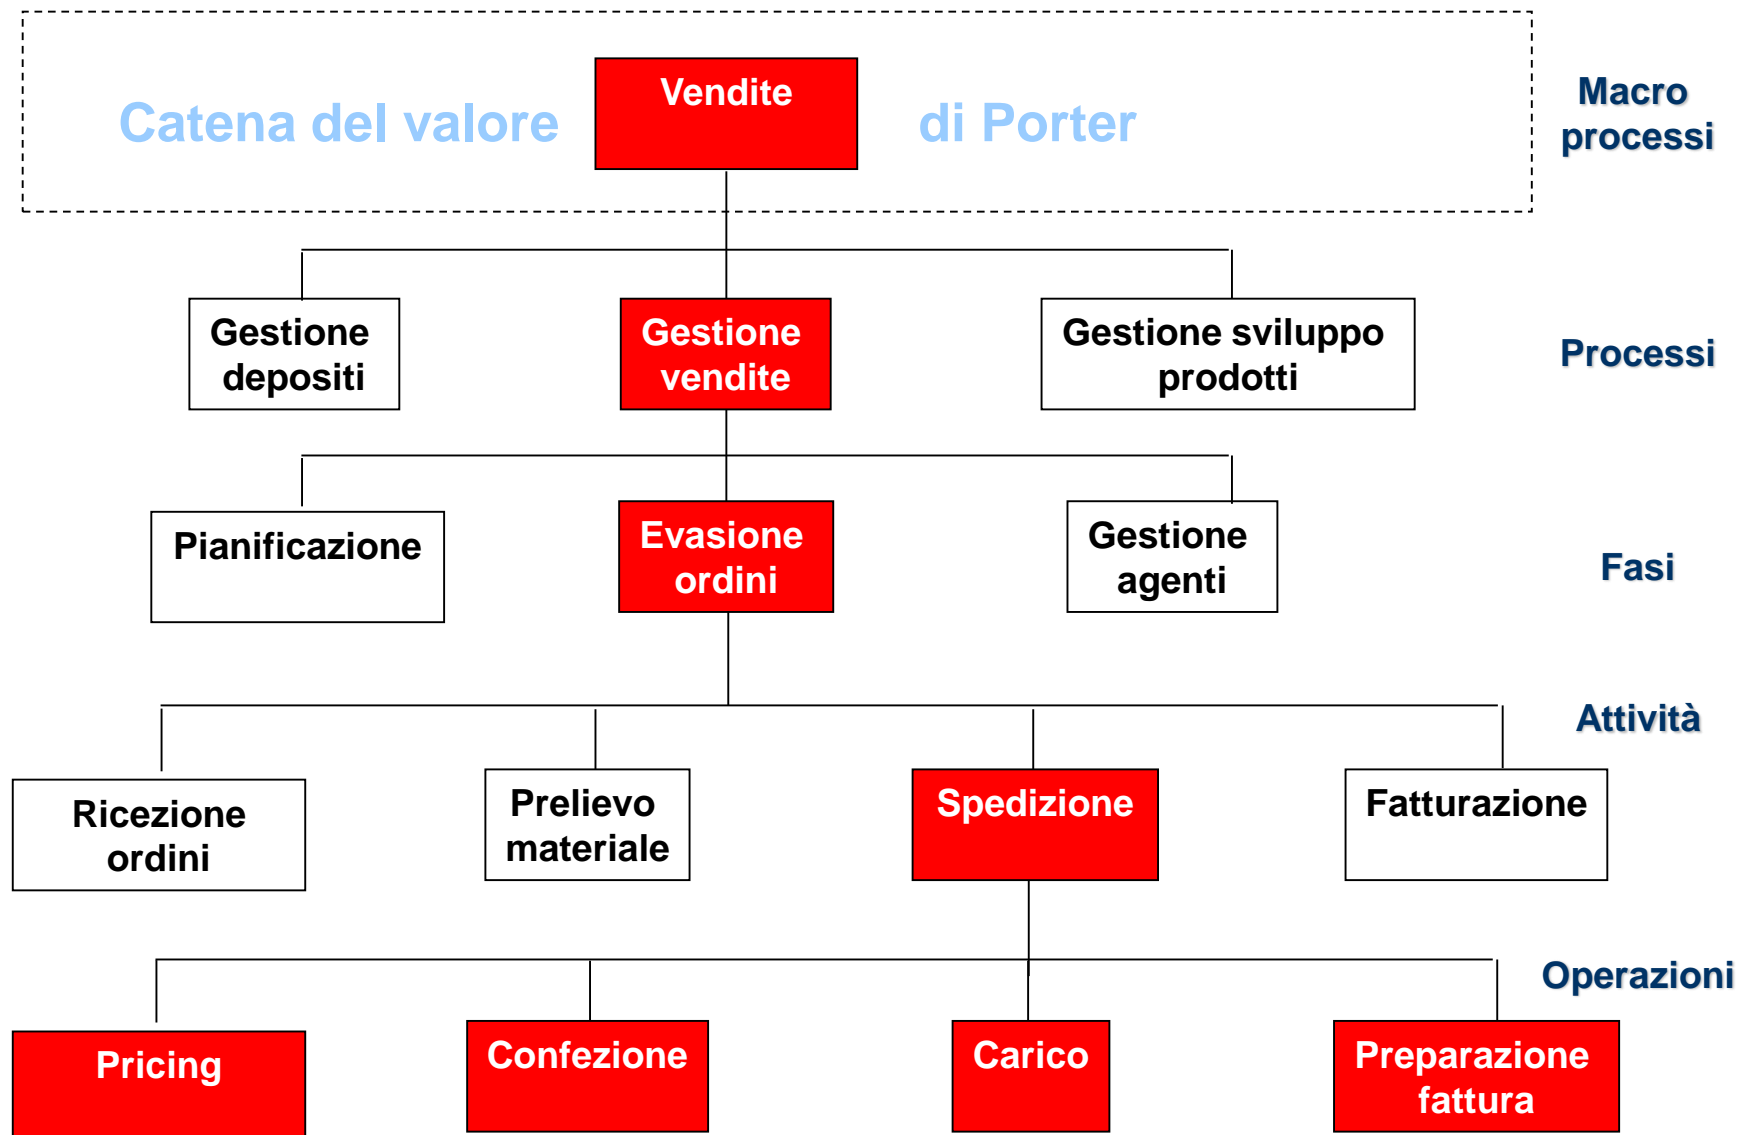 Catena del valore
Vendite
di Porter
Macro
processi
Gestione
depositi
Gestione
vendite
Gestione sviluppo
prodotti
Processi
Pianificazione
Evasione
ordini
Gestione
agenti
Fasi
Attività
Ricezione
ordini
Prelievo
materiale
Spedizione
Fatturazione
Operazioni
Pricing
Confezione
Carico
Preparazione
fattura